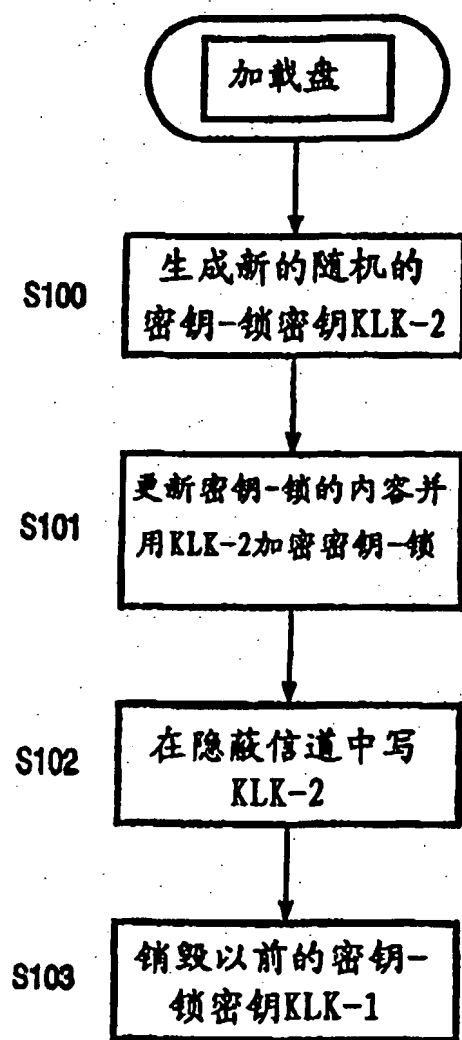 加载盘
S100
生成新的随机的
密钥-锁密钥KLK-2
S101
更新密钥-锁的内容并
用KLK-2加密密钥-锁
S102
在隐蔽信道中写
KLK-2
S103
销毁以前的密钥-
锁密钥KLK-1